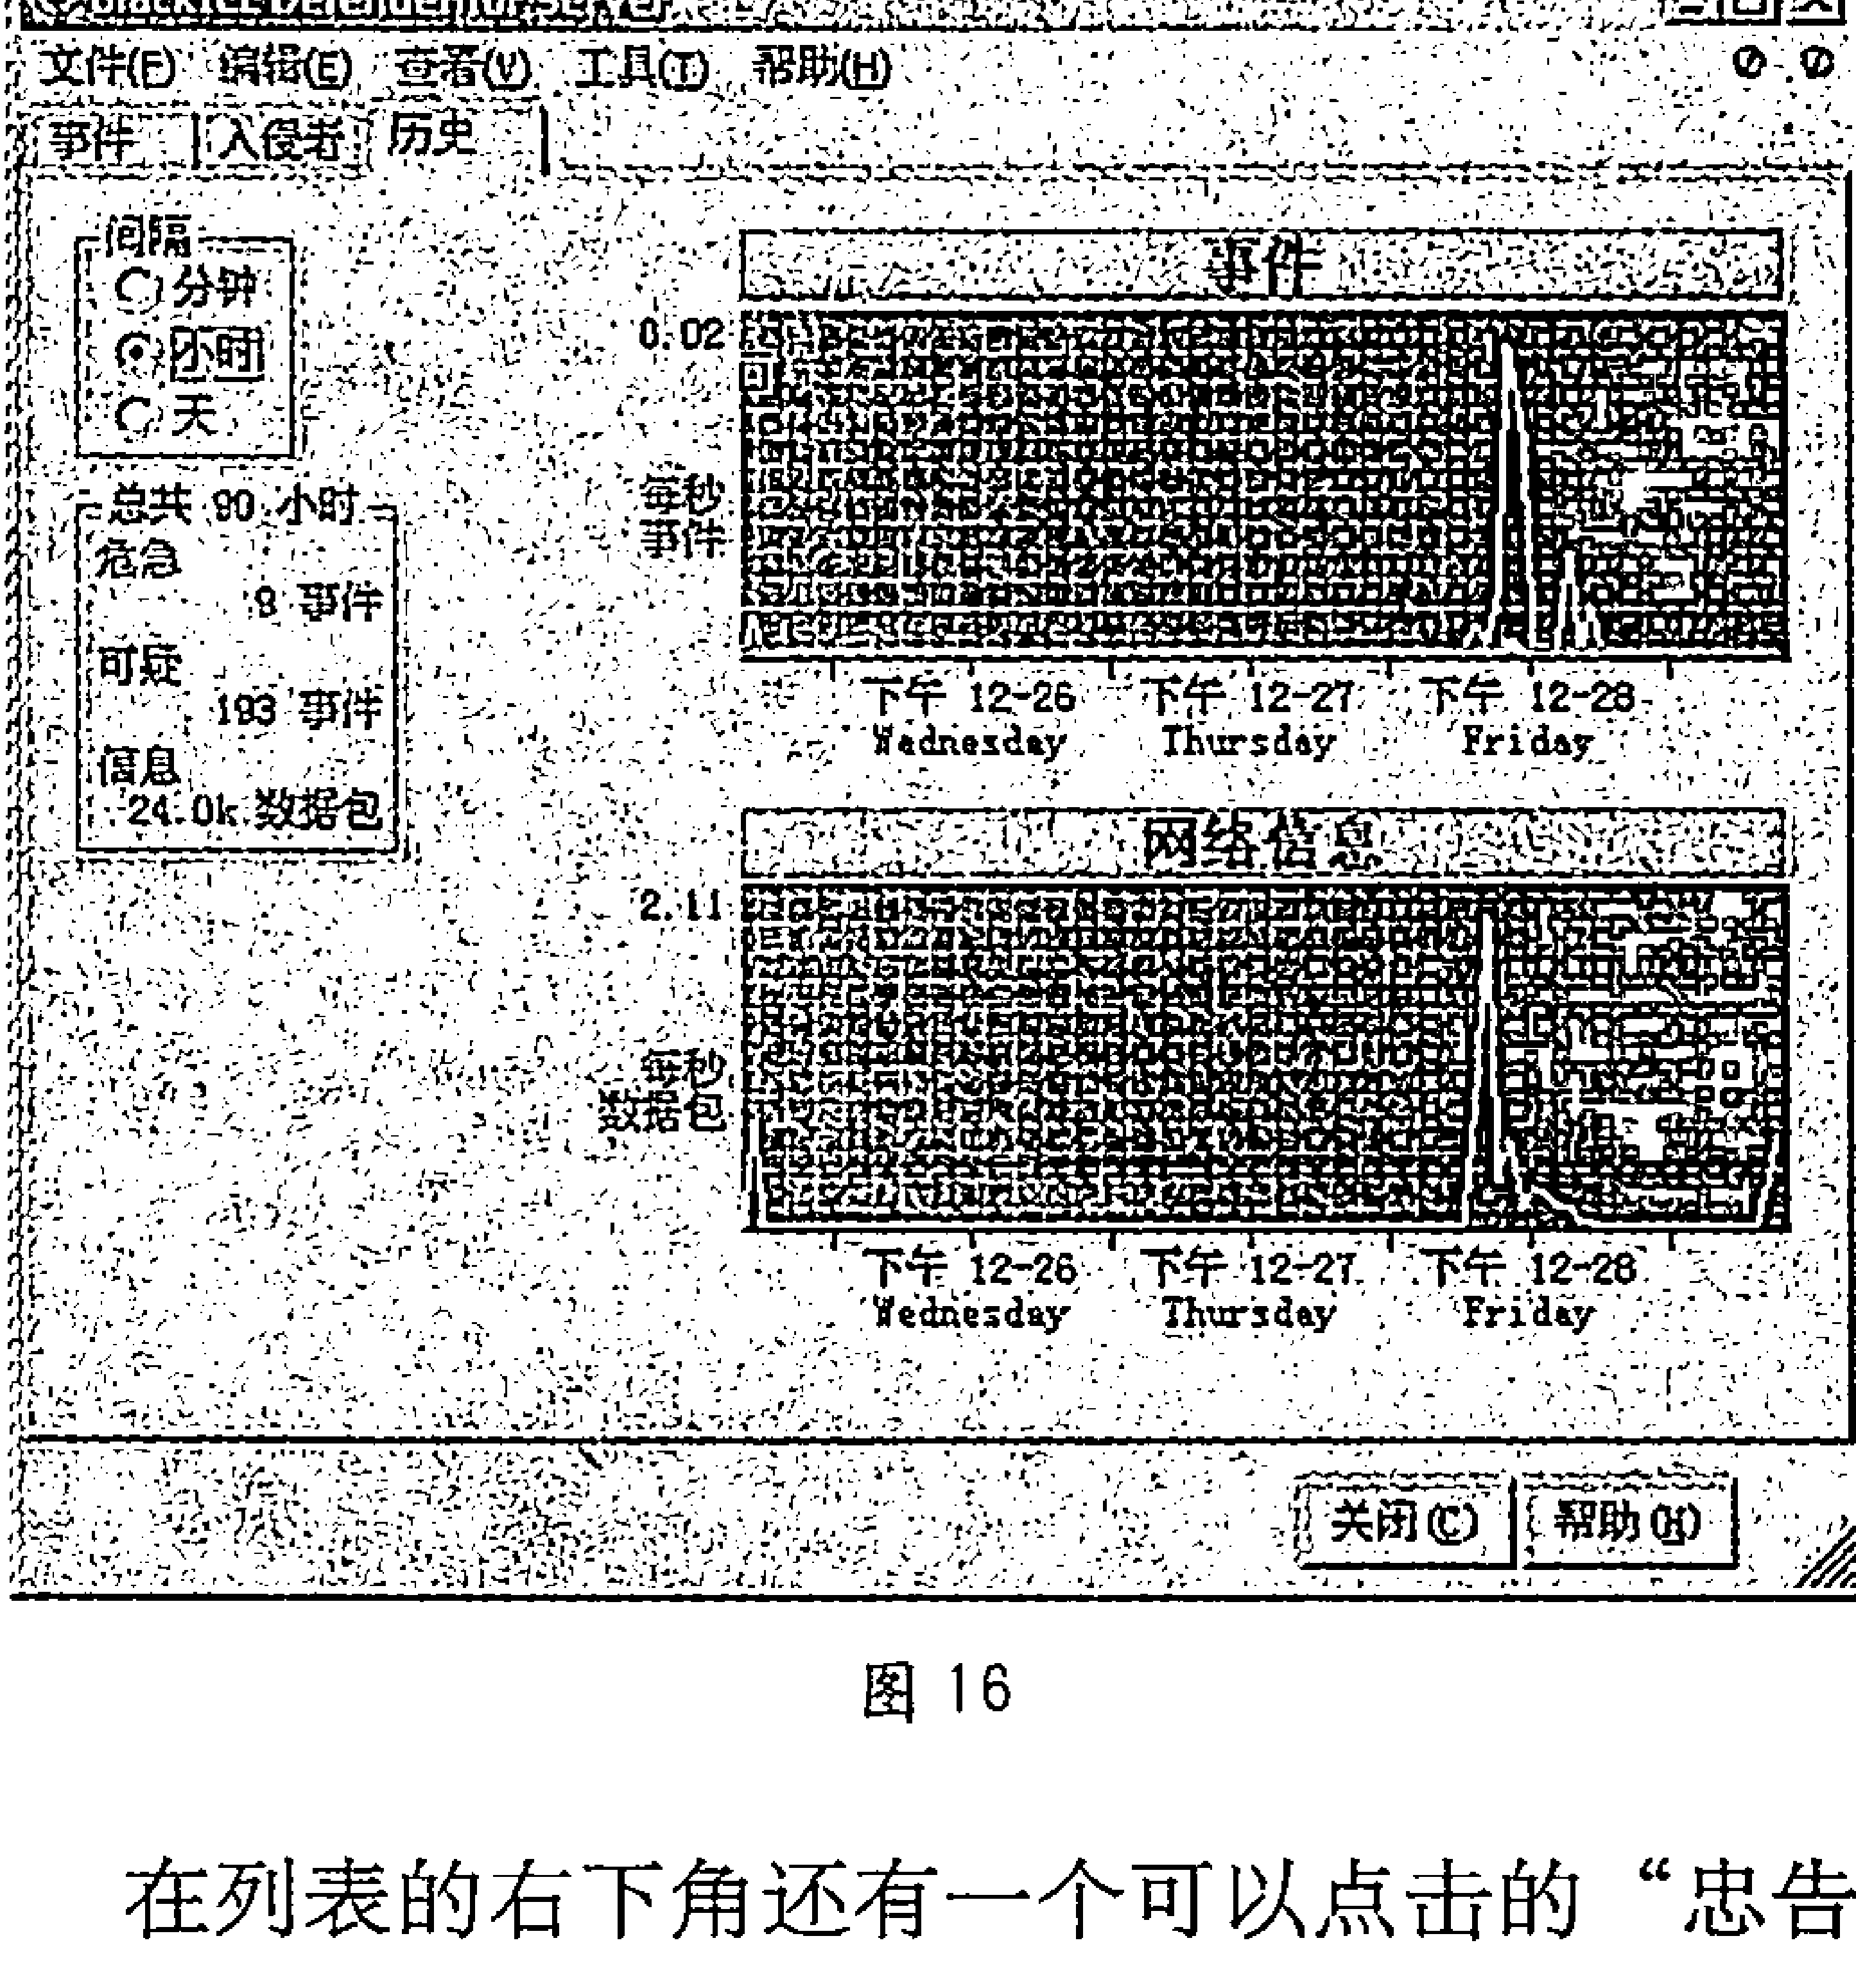 BlackICE Defender for Server
文件(F) 编辑(E) 查看(V) 工具(T) 帮助(H)
事件 入侵者 历史
间隔
分钟
小时
天
总共 90 小时
危急
9 事件
可疑
193 事件
信息
24.0k 数据包
事件
0.02
每秒
事件
下午 12-26 下午 12-27 下午 12-28
Wednesday Thursday Friday
网络信息
2.11
每秒
数据包
下午 12-26 下午 12-27 下午 12-28
Wednesday Thursday Friday
关闭(C) 帮助(H)
图 16
在列表的右下角还有一个可以点击的“忠告